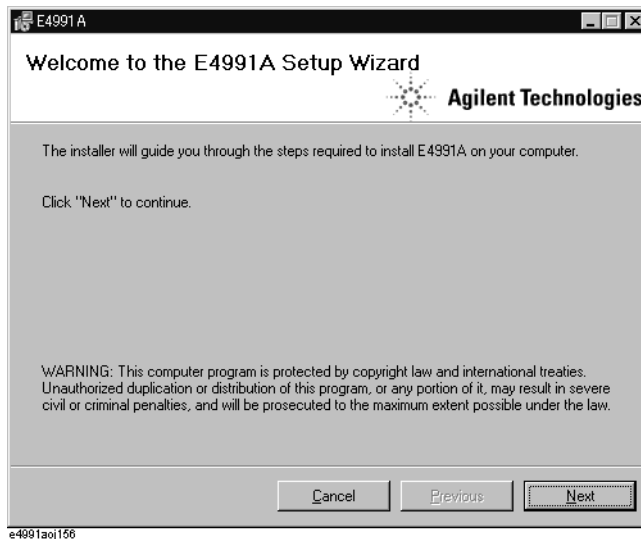 E4991A
Welcome to the E4991A Setup Wizard
Agilent Technologies
The installer will guide you through the steps required to install E4991A on your computer.
Click "Next" to continue.
WARNING: This computer program is protected by copyright law and international treaties.
Unauthorized duplication or distribution of this program, or any portion of it, may result in severe
civil or criminal penalties, and will be prosecuted to the maximum extent possible under the law.
Cancel Previous Next
e4991aoj156